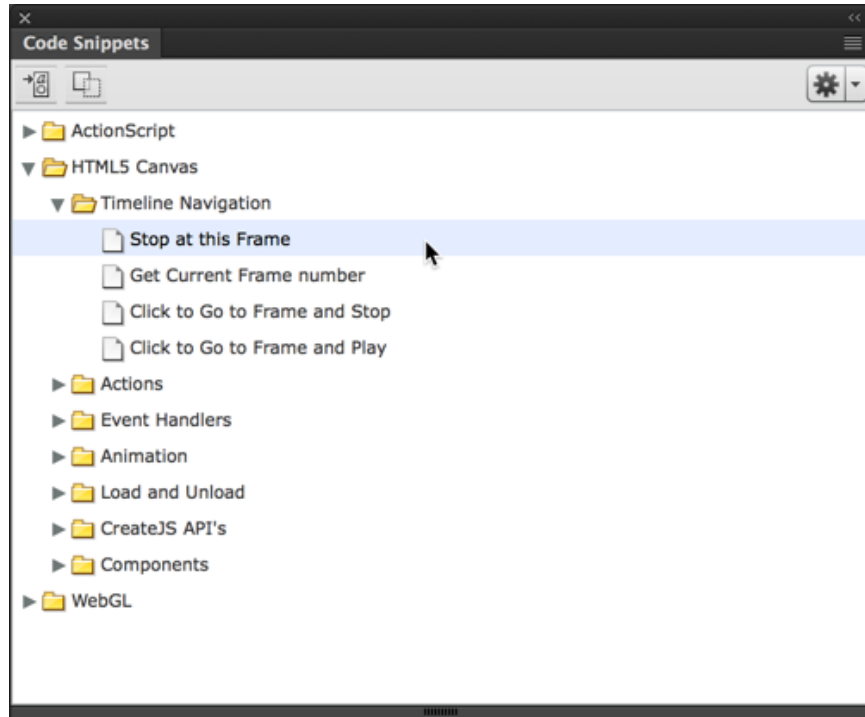 Code Snippets
ActionScript
HTML5 Canvas
Timeline Navigation
Stop at this Frame
Get Current Frame number
Click to Go to Frame and Stop
Click to Go to Frame and Play
Actions
Event Handlers
Animation
Load and Unload
CreateJS API's
Components
WebGL